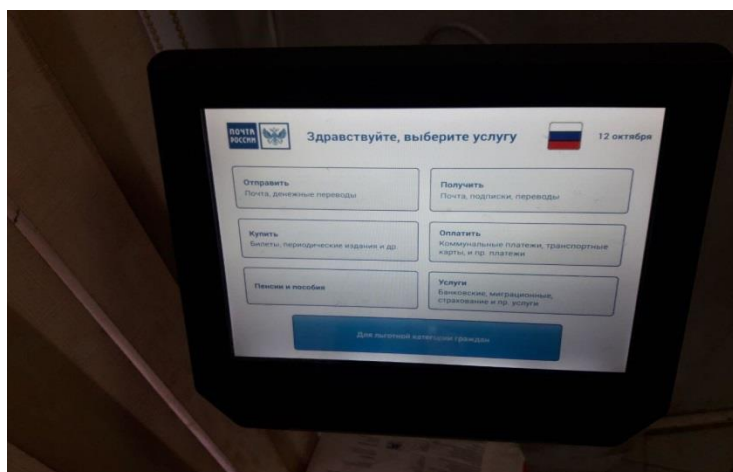 ПОЧТА
РОССИИ
Здравствуйте, выберите услугу
12 октября
Отправить
Почта, денежные переводы
Получить
Почта, подписки, переводы
Купить
Билеты, периодические издания и др.
Оплатить
Коммунальные платежи, транспортные
карты, и пр. платежи
Пенсии и пособия
Услуги
Банковские, миграционные,
страхование и пр. услуги
Для льготной категории граждан